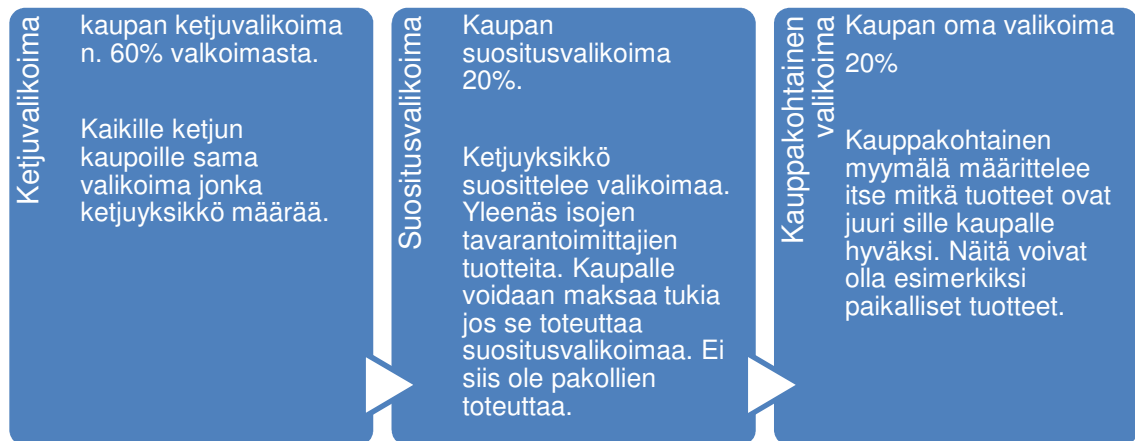 Ketjuvalikoima
kaupan ketjuvalikoima
n. 60% valkoimasta.
Kaikille ketjun
kaupoille sama
valikoima jonka
ketjuyksikkö määrää.
Suositusvalikoima
Kaupan
suositusvalikoima
20%.
Ketjuyksikkö
suosittelee valikoimaa.
Yleenäs isojen
tavarantoimittajien
tuotteita. Kaupalle
voidaan maksaa tukia
jos se toteuttaa
suositusvalikoimaa. Ei
siis ole pakollien
toteuttaa.
Kauppakohtainen
valikoima
Kaupan oma valikoima
20%
Kauppakohtainen
myymälä määrittelee
itse mitkä tuotteet ovat
juuri sille kaupalle
hyväksi. Näitä voivat
olla esimerkiksi
paikalliset tuotteet.